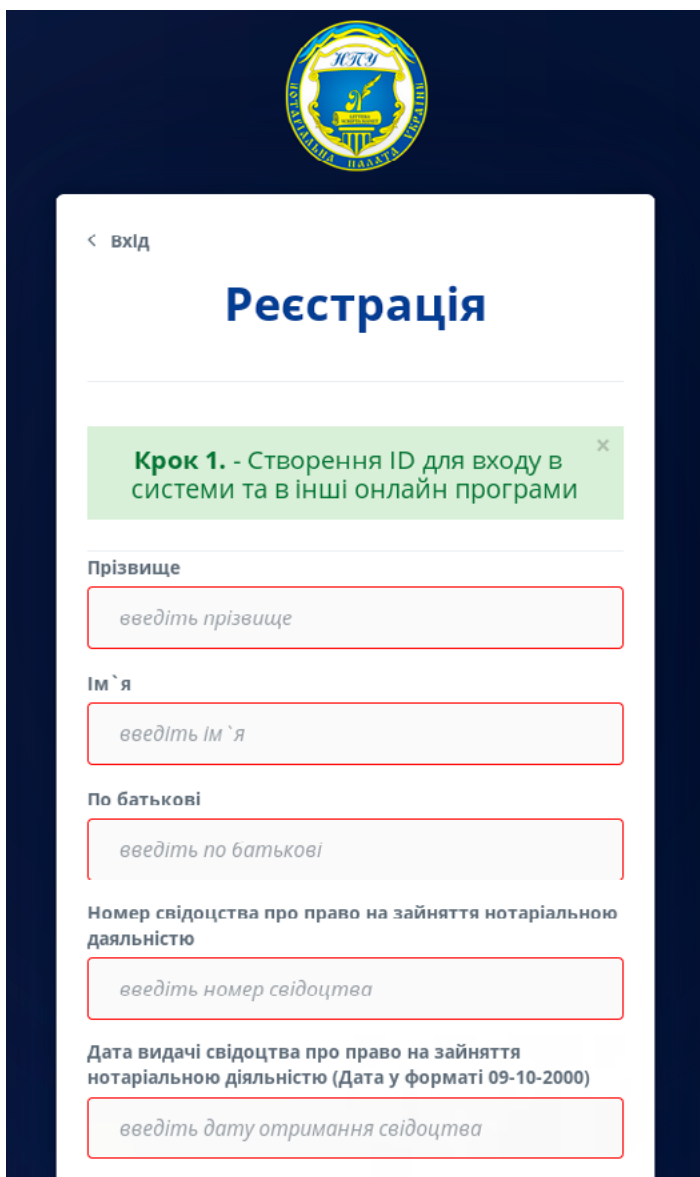 НПУ
НОТАРІАЛЬНА ПАЛАТА УКРАЇНИ
< Вхід
Реєстрація
Крок 1. - Створення ID для входу в
системи та в інші онлайн програми
×
Прізвище
введіть прізвище
Ім`я
введіть ім`я
По батькові
введіть по батькові
Номер свідоцства про право на зайняття нотаріальною
даяльністю
введіть номер свідоцтва
Дата видачі свідоцтва про право на зайняття
нотаріальною діяльністю (Дата у форматі 09-10-2000)
введіть дату отримання свідоцтва